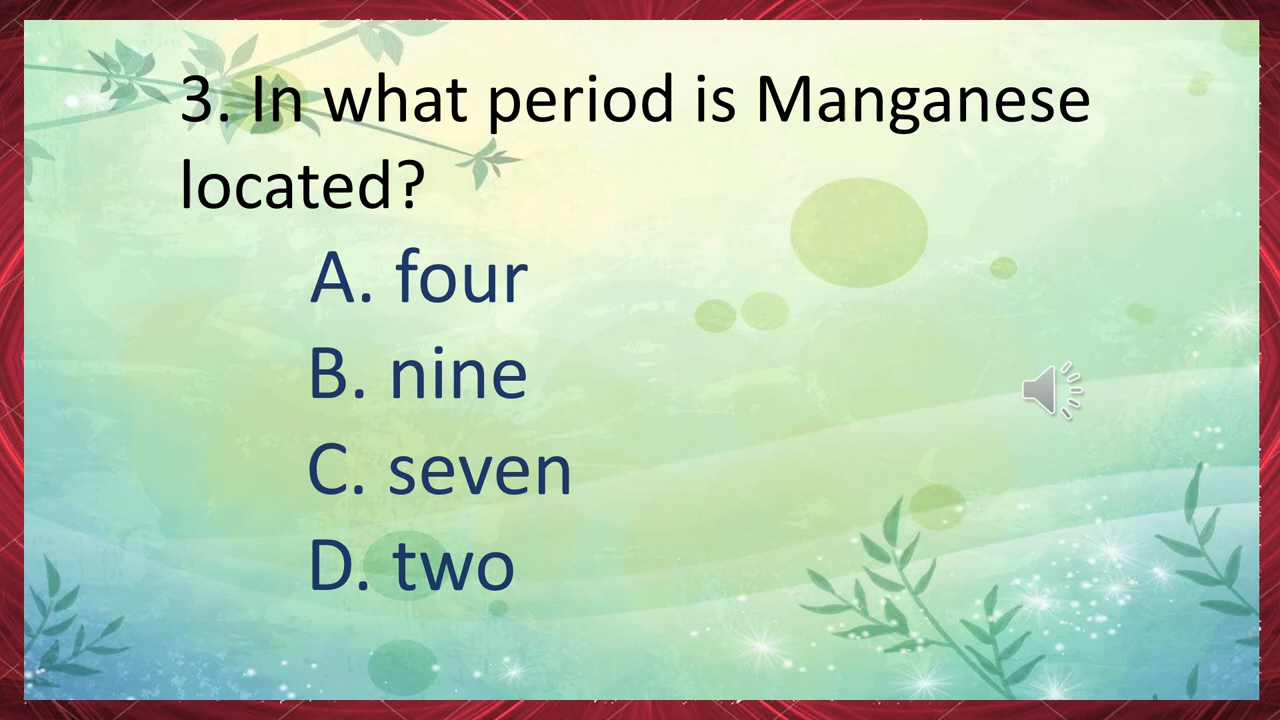 3. In what period is Manganese
located?
A. four
B. nine
C. seven
D. two